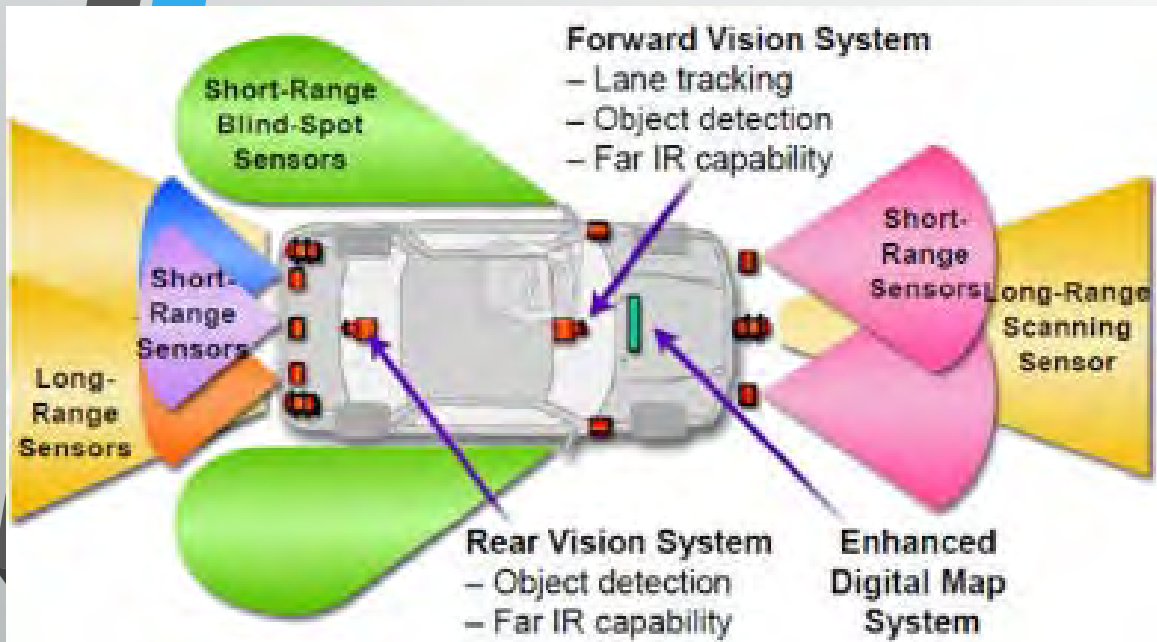 Forward Vision System
– Lane tracking
– Object detection
– Far IR capability
Short-Range
Blind-Spot
Sensors
Short-
Range
Sensors
Long-
Range
Sensors
Short-
Range
Sensors
Long-Range
Scanning
Sensor
Rear Vision System
– Object detection
– Far IR capability
Enhanced
Digital Map
System